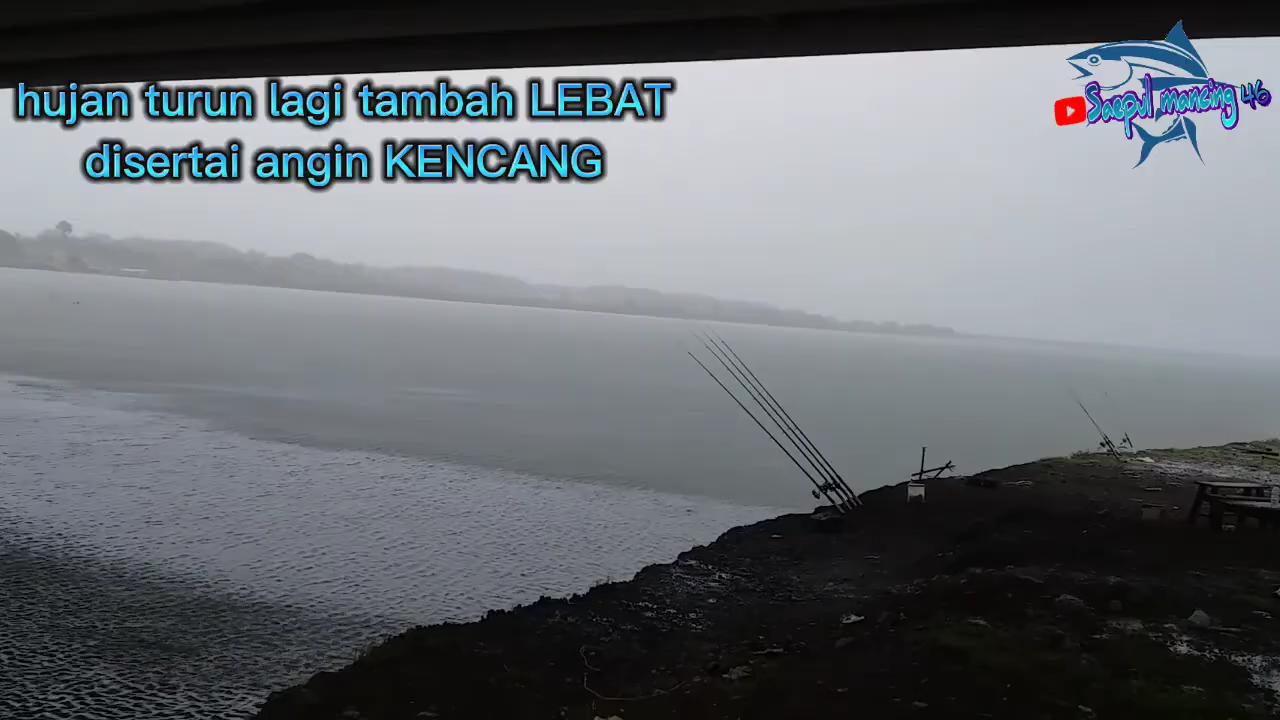 hujan turun lagi tambah LEBAT
disertai angin KENCANG
Saepul mancing 46